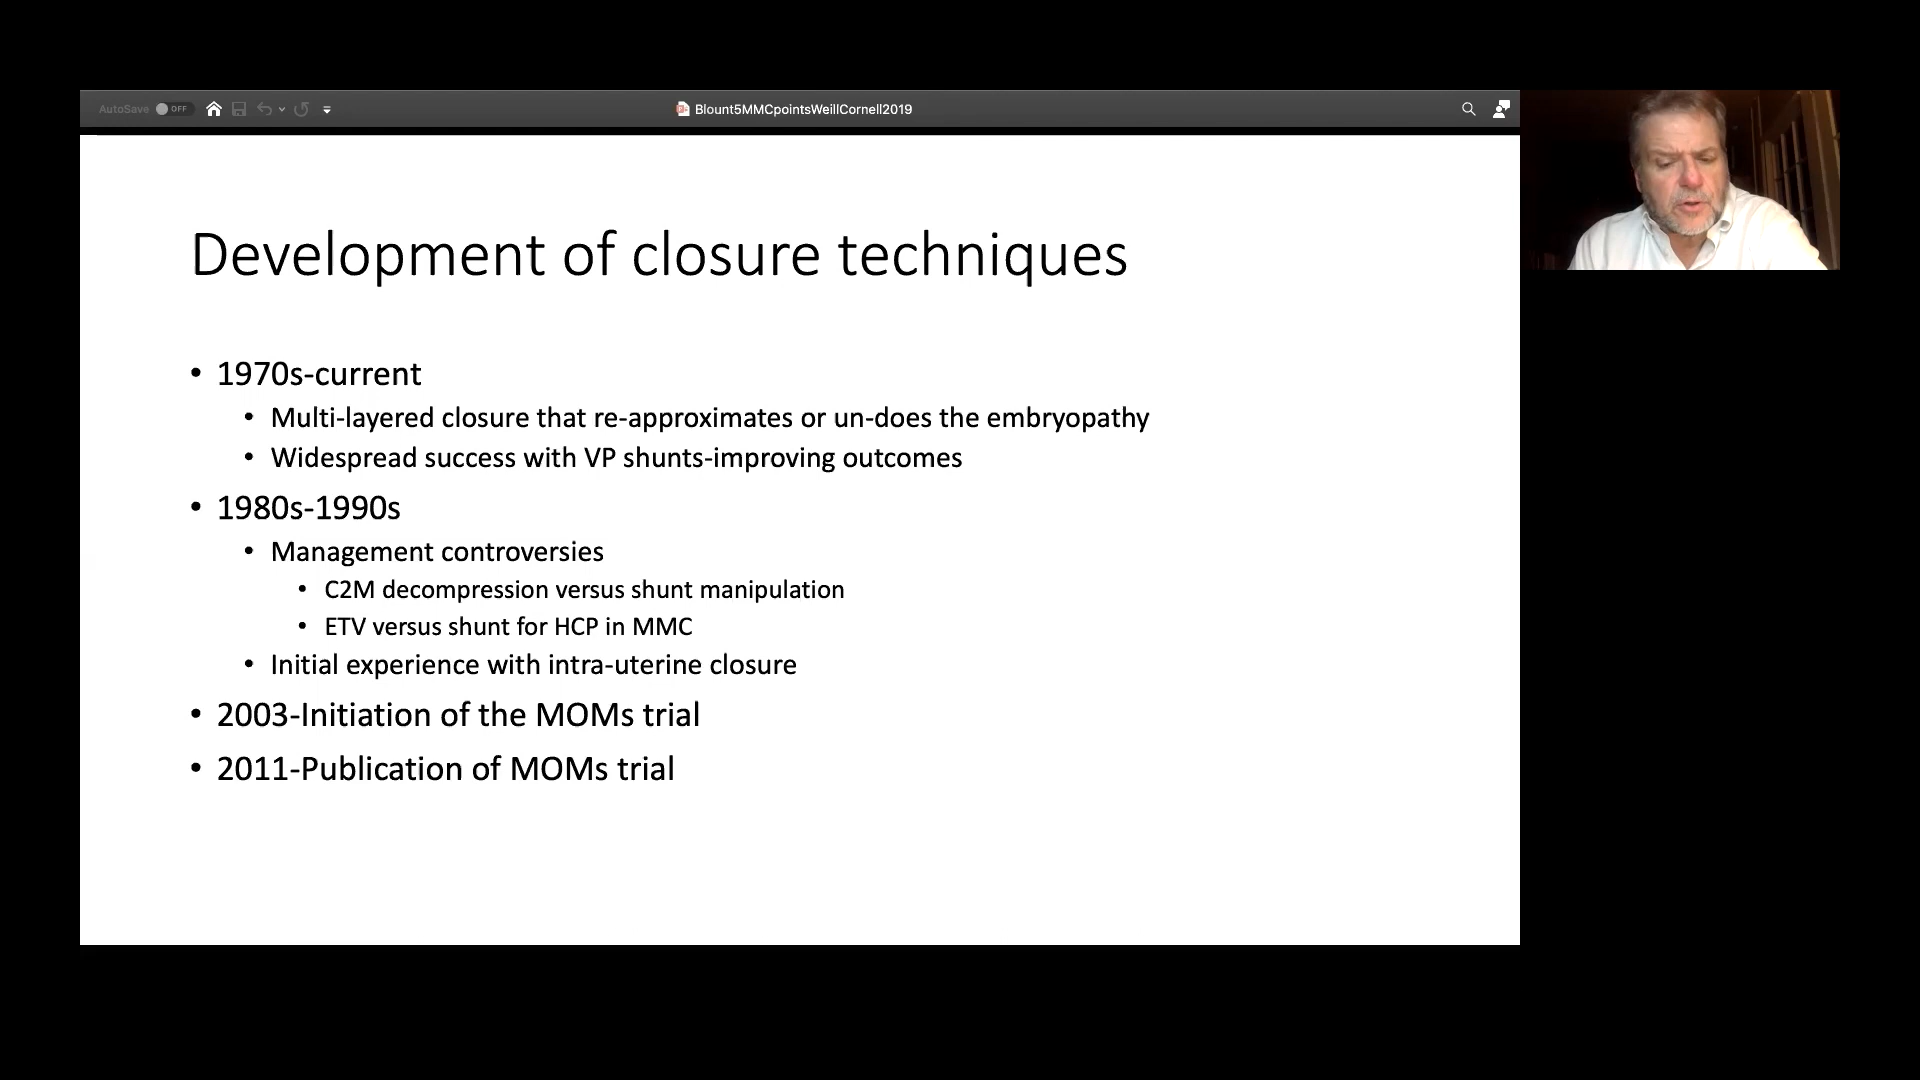 AutoSave OFF
Blount5MMCpointsWeillCornell2019
Development of closure techniques
• 1970s-current
• Multi-layered closure that re-approximates or un-does the embryopathy
• Widespread success with VP shunts-improving outcomes
• 1980s-1990s
• Management controversies
• C2M decompression versus shunt manipulation
• ETV versus shunt for HCP in MMC
• Initial experience with intra-uterine closure
• 2003-Initiation of the MOMs trial
• 2011-Publication of MOMs trial